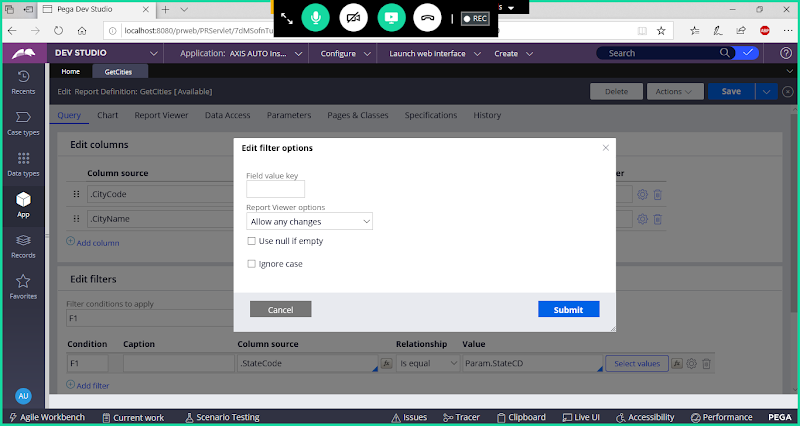 Pega Dev Studio
REC
localhost:8080/prweb/PRServlet/7dMSofnTu
ABP
DEV STUDIO
Application: AXIS AUTO Ins...
Configure
Launch web interface
Create
Search
Home
GetCities
Recents
Edit Report Definition: GetCities [Available]
Delete
Actions
Save
Query
Chart
Report Viewer
Data Access
Parameters
Pages & Classes
Specifications
History
Case types
Edit columns
Edit filter options
Data types
Column source
Field value key
.CityCode
App
Report Viewer options
.CityName
Allow any changes
Add column
Use null if empty
Records
Ignore case
Edit filters
Favorites
Filter conditions to apply
F1
Cancel
Submit
Condition
Caption
Column source
Relationship
Value
F1
.StateCode
Is equal
Param.StateCD
Select values
Add filter
AU
Agile Workbench
Current work
Scenario Testing
Issues
Tracer
Clipboard
Live UI
Accessibility
Performance
PEGA